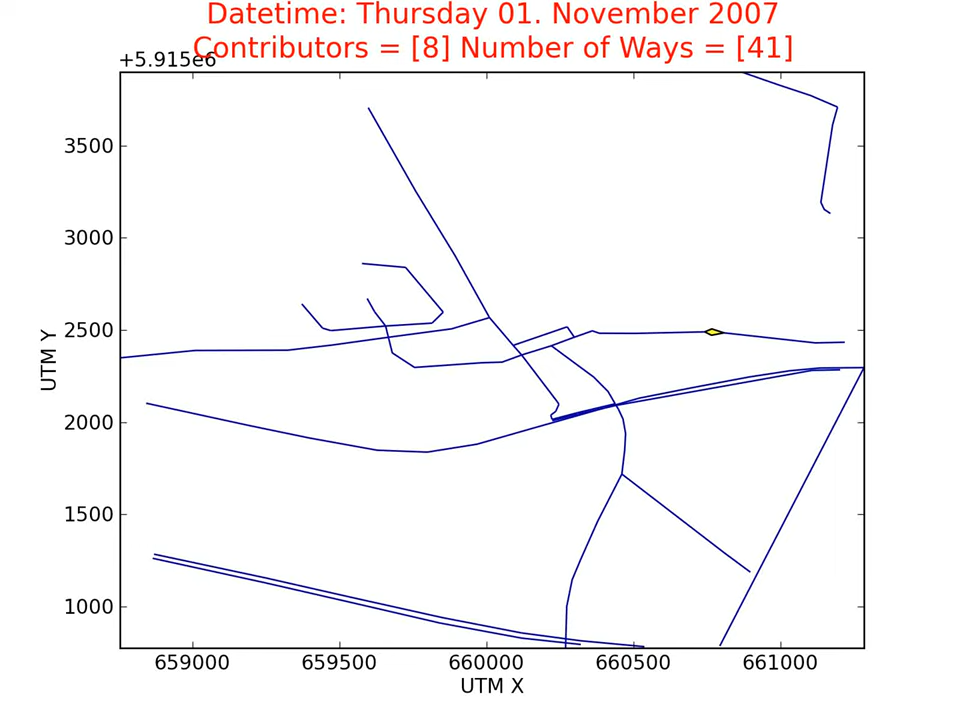 Datetime: Thursday 01. November 2007
Contributors = [8] Number of Ways = [41]
+5.915e6
3500
3000
2500
2000
1500
1000
UTM Y
659000 659500 660000 660500 661000
UTM X